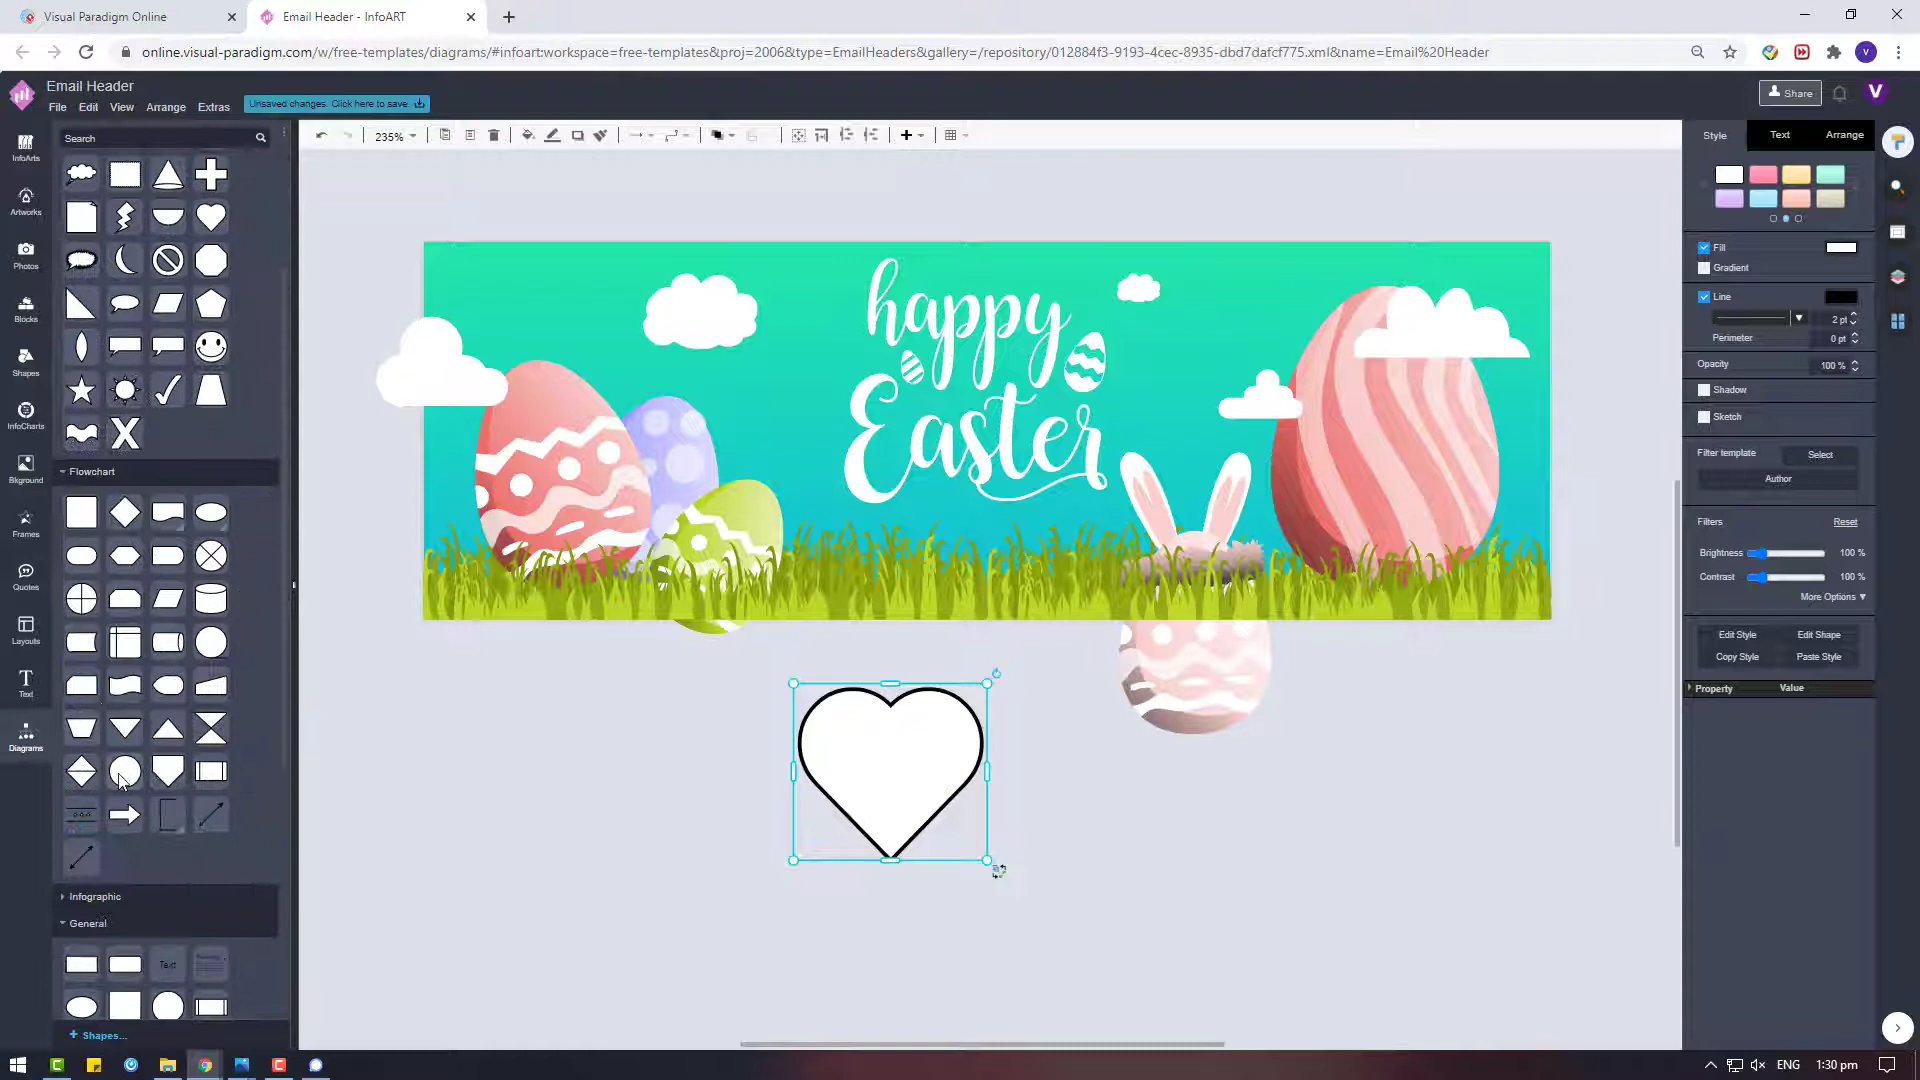 Visual Paradigm Online
Email Header - InfoART
online.visual-paradigm.com/w/free-templates/diagrams/#infoart:workspace=free-templates&proj=2006&type=EmailHeaders&gallery=/repository/012884f3-9193-4cec-8935-dbd7dafcf775.xml&name=Email%20Header
V
Email Header
File Edit View Arrange Extras
Unsaved changes. Click here to save.
Share
V
InfoArts
Artworks
Photos
Blocks
Shapes
InfoCharts
Bkground
Frames
Quotes
Layouts
Text
Diagrams
Search
Flowchart
Infographic
General
Text
Shapes...
235%
happy
Easter
Style
Text
Arrange
Fill
Gradient
Line
2 pt
Perimeter
0 pt
Opacity
100 %
Shadow
Sketch
Filter template
Select
Author
Filters
Reset
Brightness
100 %
Contrast
100 %
More Options ▼
Edit Style
Edit Shape
Copy Style
Paste Style
Property
Value
ENG
1:30 pm